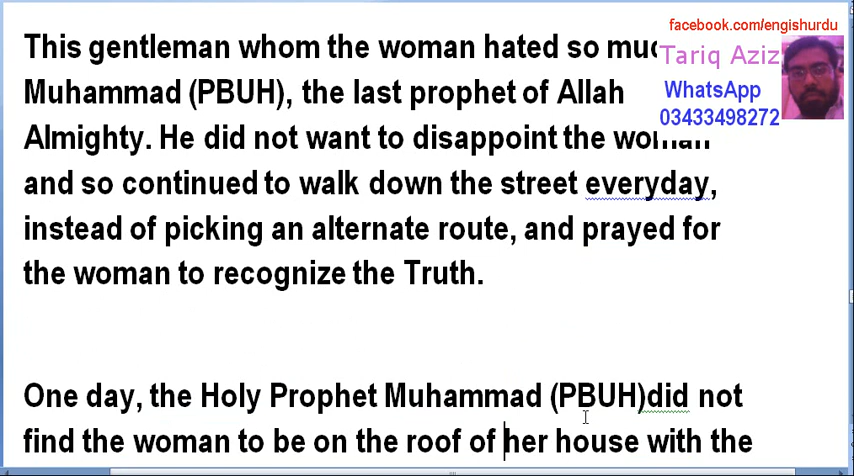 facebook.com/engishurdu
Tariq Aziz
WhatsApp
03433498272
This gentleman whom the woman hated so
Muhammad (PBUH), the last prophet of Allah
Almighty. He did not want to disappoint the
and so continued to walk down the street everyday,
instead of picking an alternate route, and prayed for
the woman to recognize the Truth.
One day, the Holy Prophet Muhammad (PBUH)did not
find the woman to be on the roof of her house with the